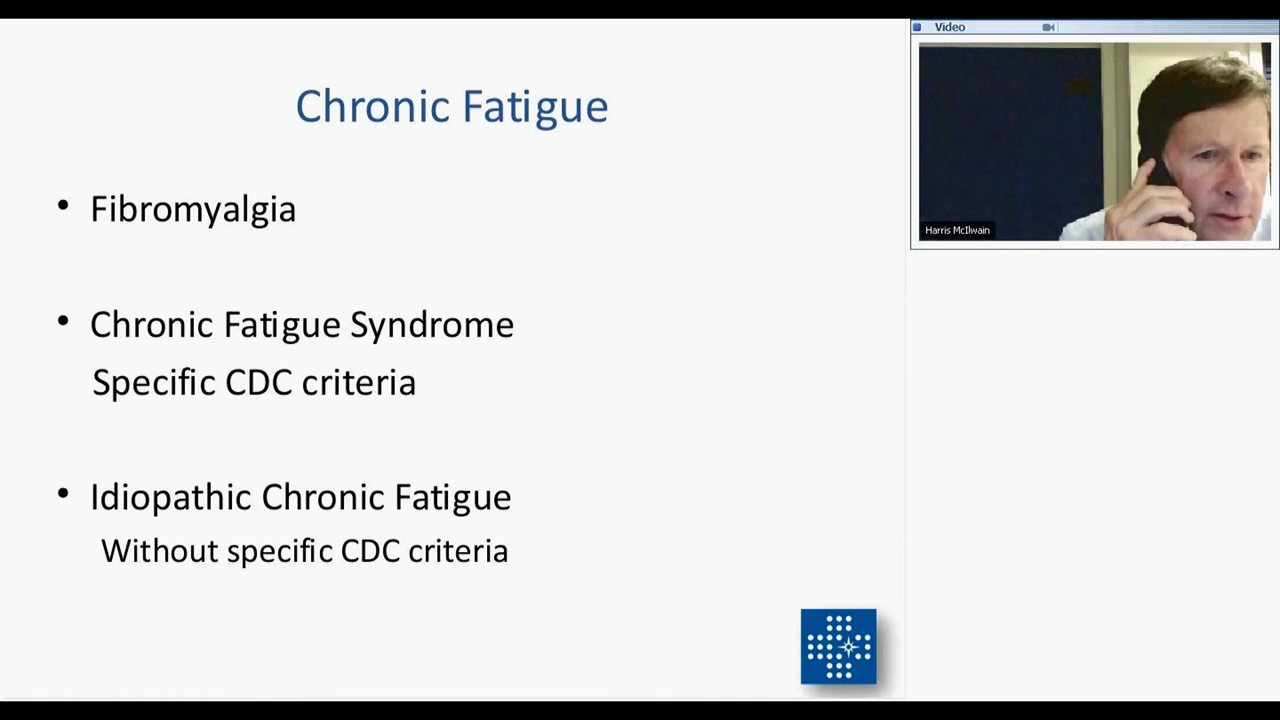 Chronic Fatigue
• Fibromyalgia
• Chronic Fatigue Syndrome
Specific CDC criteria
• Idiopathic Chronic Fatigue
Without specific CDC criteria
Video
Harris McIlwain